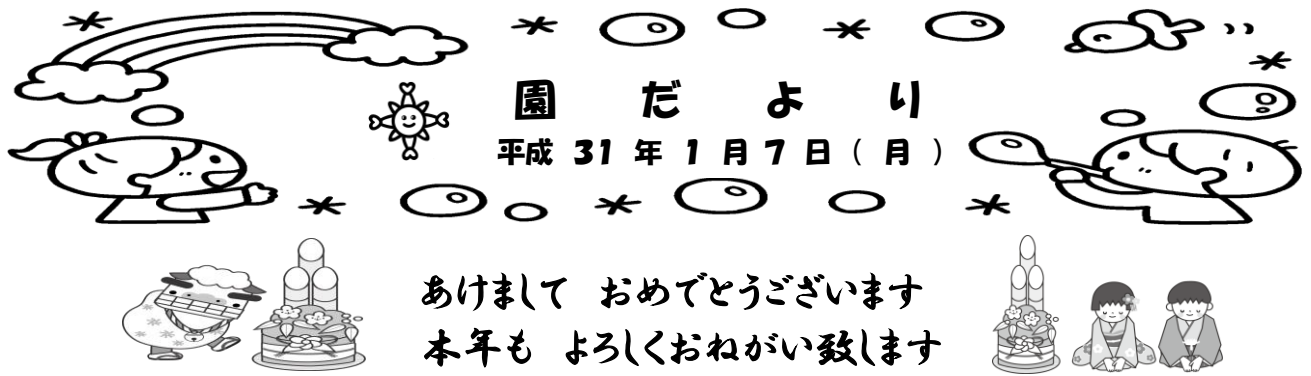 園だより
平成 31 年 1 月 7 日 ( 月 )
あけまして おめでとうございます
本年も よろしくおねがい致します